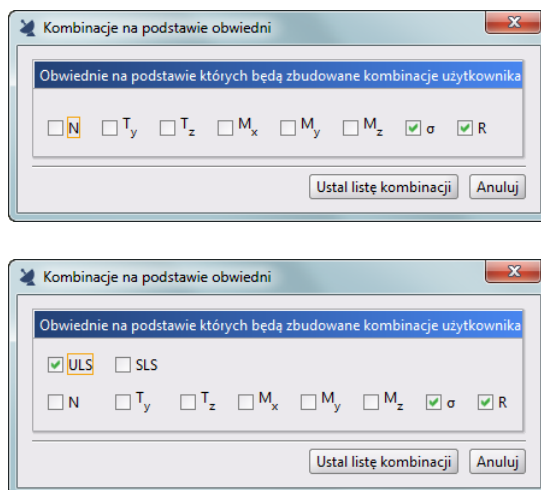 Kombinacje na podstawie obwiedni
Obwiednie na podstawie których będą zbudowane kombinacje użytkownika
N Ty Tz Mx My Mz σ R
Ustal listę kombinacji Anuluj
Kombinacje na podstawie obwiedni
Obwiednie na podstawie których będą zbudowane kombinacje użytkownika
ULS SLS
N Ty Tz Mx My Mz σ R
Ustal listę kombinacji Anuluj